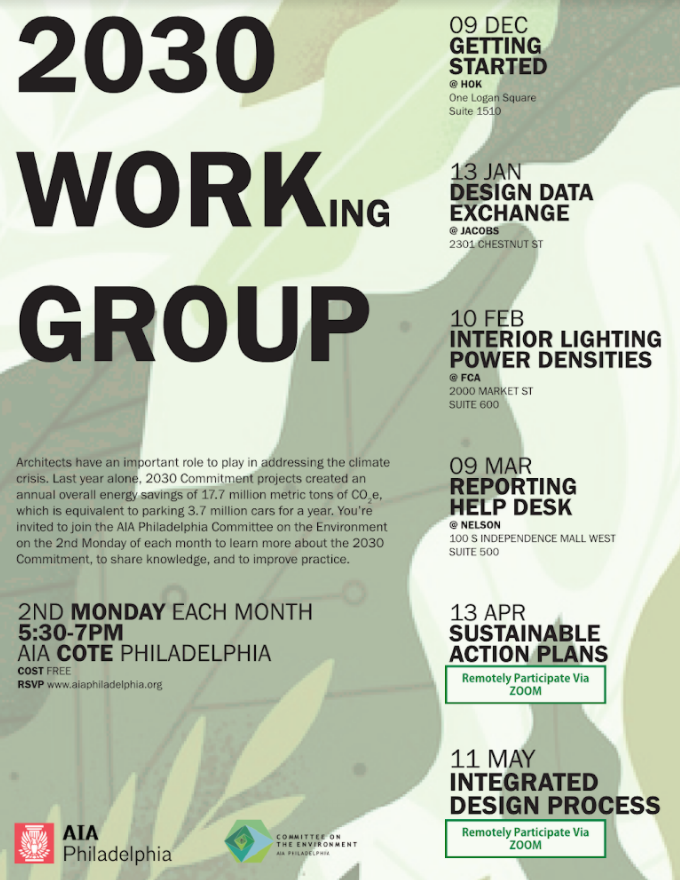 2030
WORKING
GROUP
Architects have an important role to play in addressing the climate
crisis. Last year alone, 2030 Commitment projects created an
annual overall energy savings of 17.7 million metric tons of CO2e,
which is equivalent to parking 3.7 million cars for a year. You're
invited to join the AIA Philadelphia Committee on the Environment
on the 2nd Monday of each month to learn more about the 2030
Commitment, to share knowledge, and to improve practice.
2ND MONDAY EACH MONTH
5:30-7PM
AIA COTE PHILADELPHIA
COST FREE
RSVP www.aiaphiladelphia.org
09 DEC
GETTING
STARTED
@ HOK
One Logan Square
Suite 1510
13 JAN
DESIGN DATA
EXCHANGE
@ JACOBS
2301 CHESTNUT ST
10 FEB
INTERIOR LIGHTING
POWER DENSITIES
@ FCA
2000 MARKET ST
SUITE 600
09 MAR
REPORTING
HELP DESK
@ NELSON
100 S INDEPENDENCE MALL WEST
SUITE 500
13 APR
SUSTAINABLE
ACTION PLANS
Remotely Participate Via
ZOOM
11 MAY
INTEGRATED
DESIGN PROCESS
Remotely Participate Via
ZOOM
AIA
Philadelphia
COMMITTEE ON
THE ENVIRONMENT
AIA PHILADELPHIA